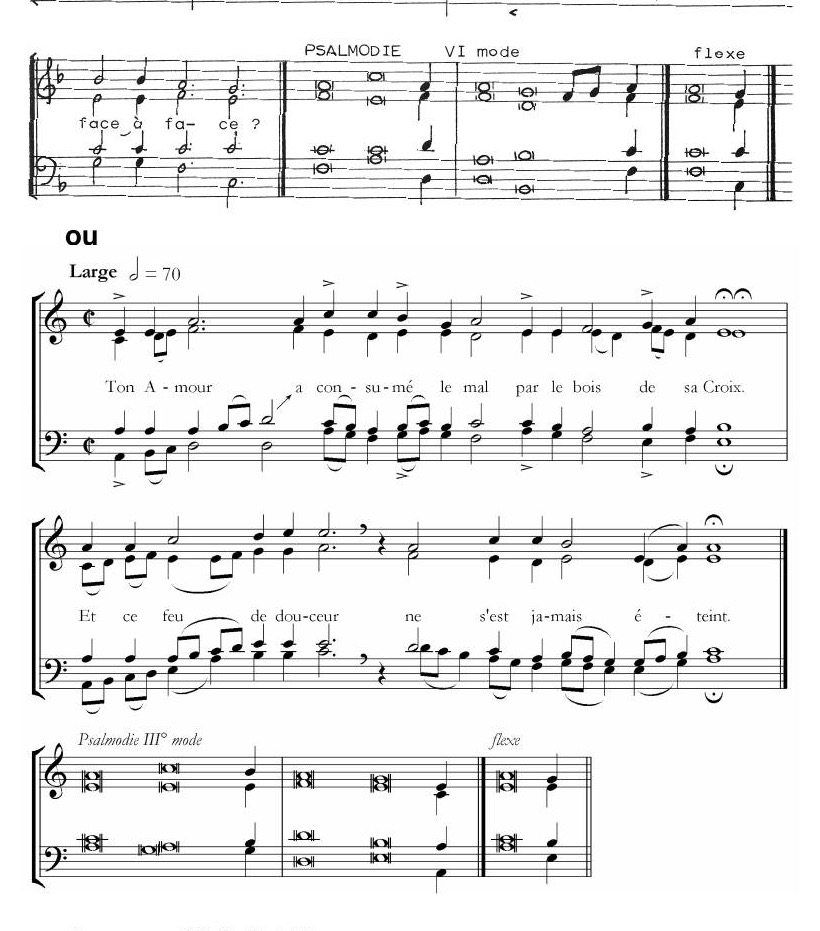 PSALMODIE VI mode flexe
face à fa- ce ?
ou
Large = 70
Ton A - mour a con - su - mé le mal par le bois de sa Croix.
Et ce feu de dou-ceur ne s'est ja-mais é - teint.
Psalmodie III° mode flexe